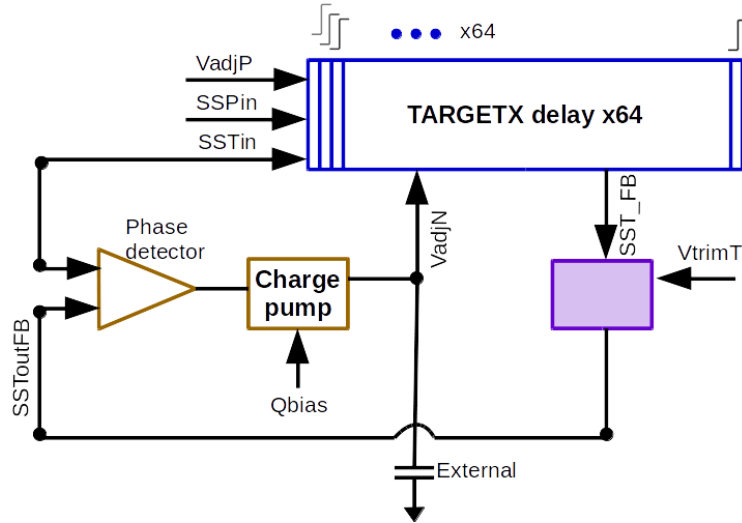 x64
VadjP
SSPin
SSTin
TARGETX delay x64
Phase
detector
VadjN
SST_FB
VtrimT
Charge
pump
SSToutFB
Qbias
External